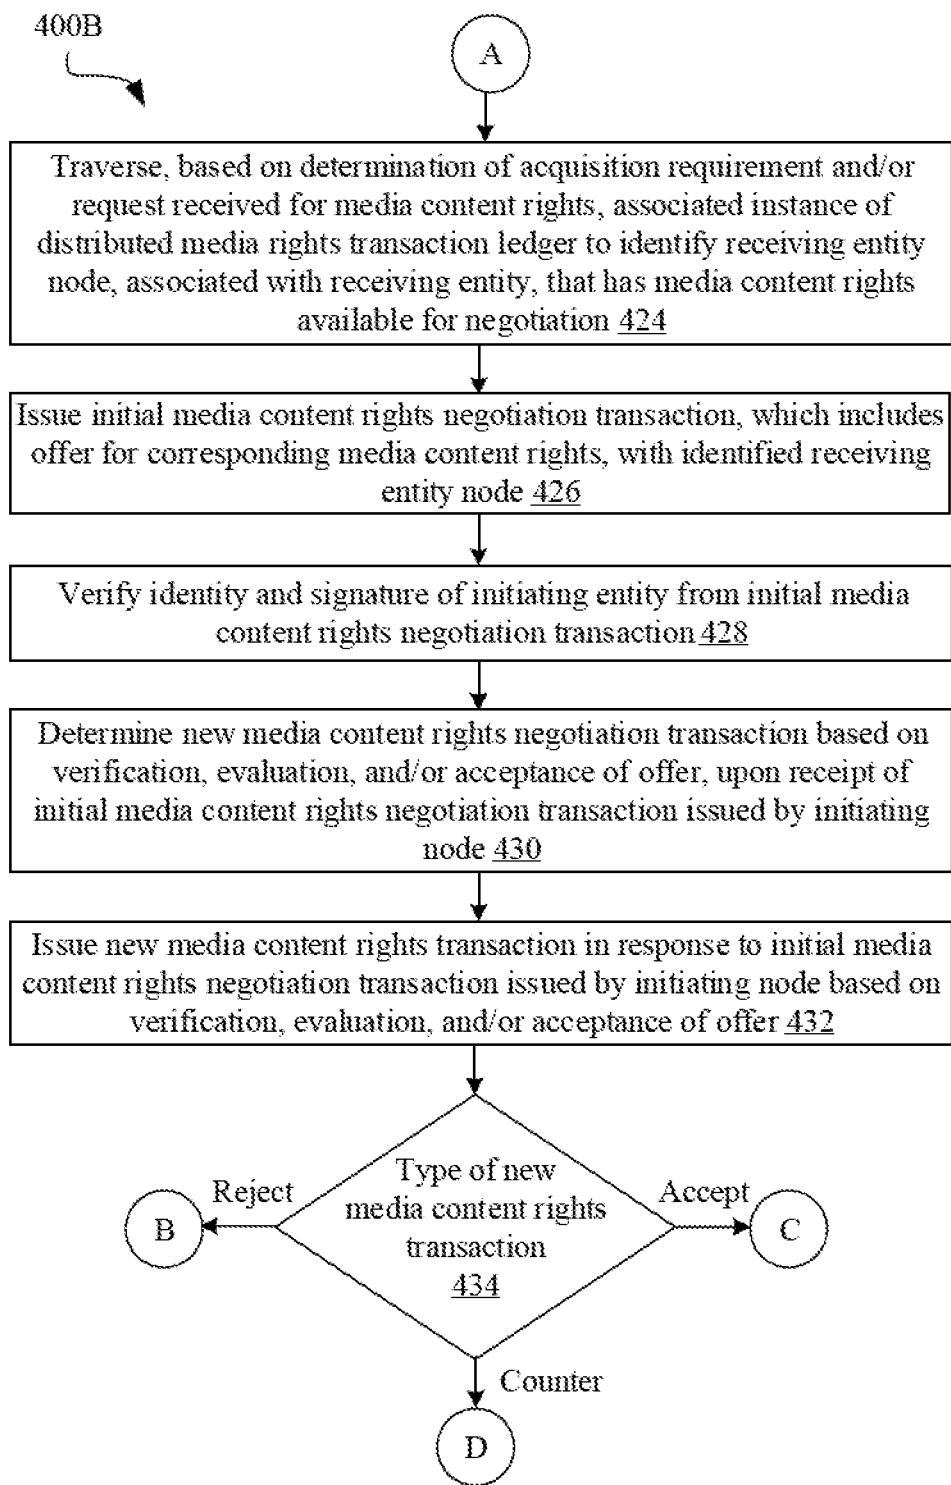 400B
A
Traverse, based on determination of acquisition requirement and/or
request received for media content rights, associated instance of
distributed media rights transaction ledger to identify receiving entity
node, associated with receiving entity, that has media content rights
available for negotiation 424
Issue initial media content rights negotiation transaction, which includes
offer for corresponding media content rights, with identified receiving
entity node 426
Verify identity and signature of initiating entity from initial media
content rights negotiation transaction 428
Determine new media content rights negotiation transaction based on
verification, evaluation, and/or acceptance of offer, upon receipt of
initial media content rights negotiation transaction issued by initiating
node 430
Issue new media content rights transaction in response to initial media
content rights negotiation transaction issued by initiating node based on
verification, evaluation, and/or acceptance of offer 432
Type of new
media content rights
transaction
434
Reject
B
Accept
C
Counter
D